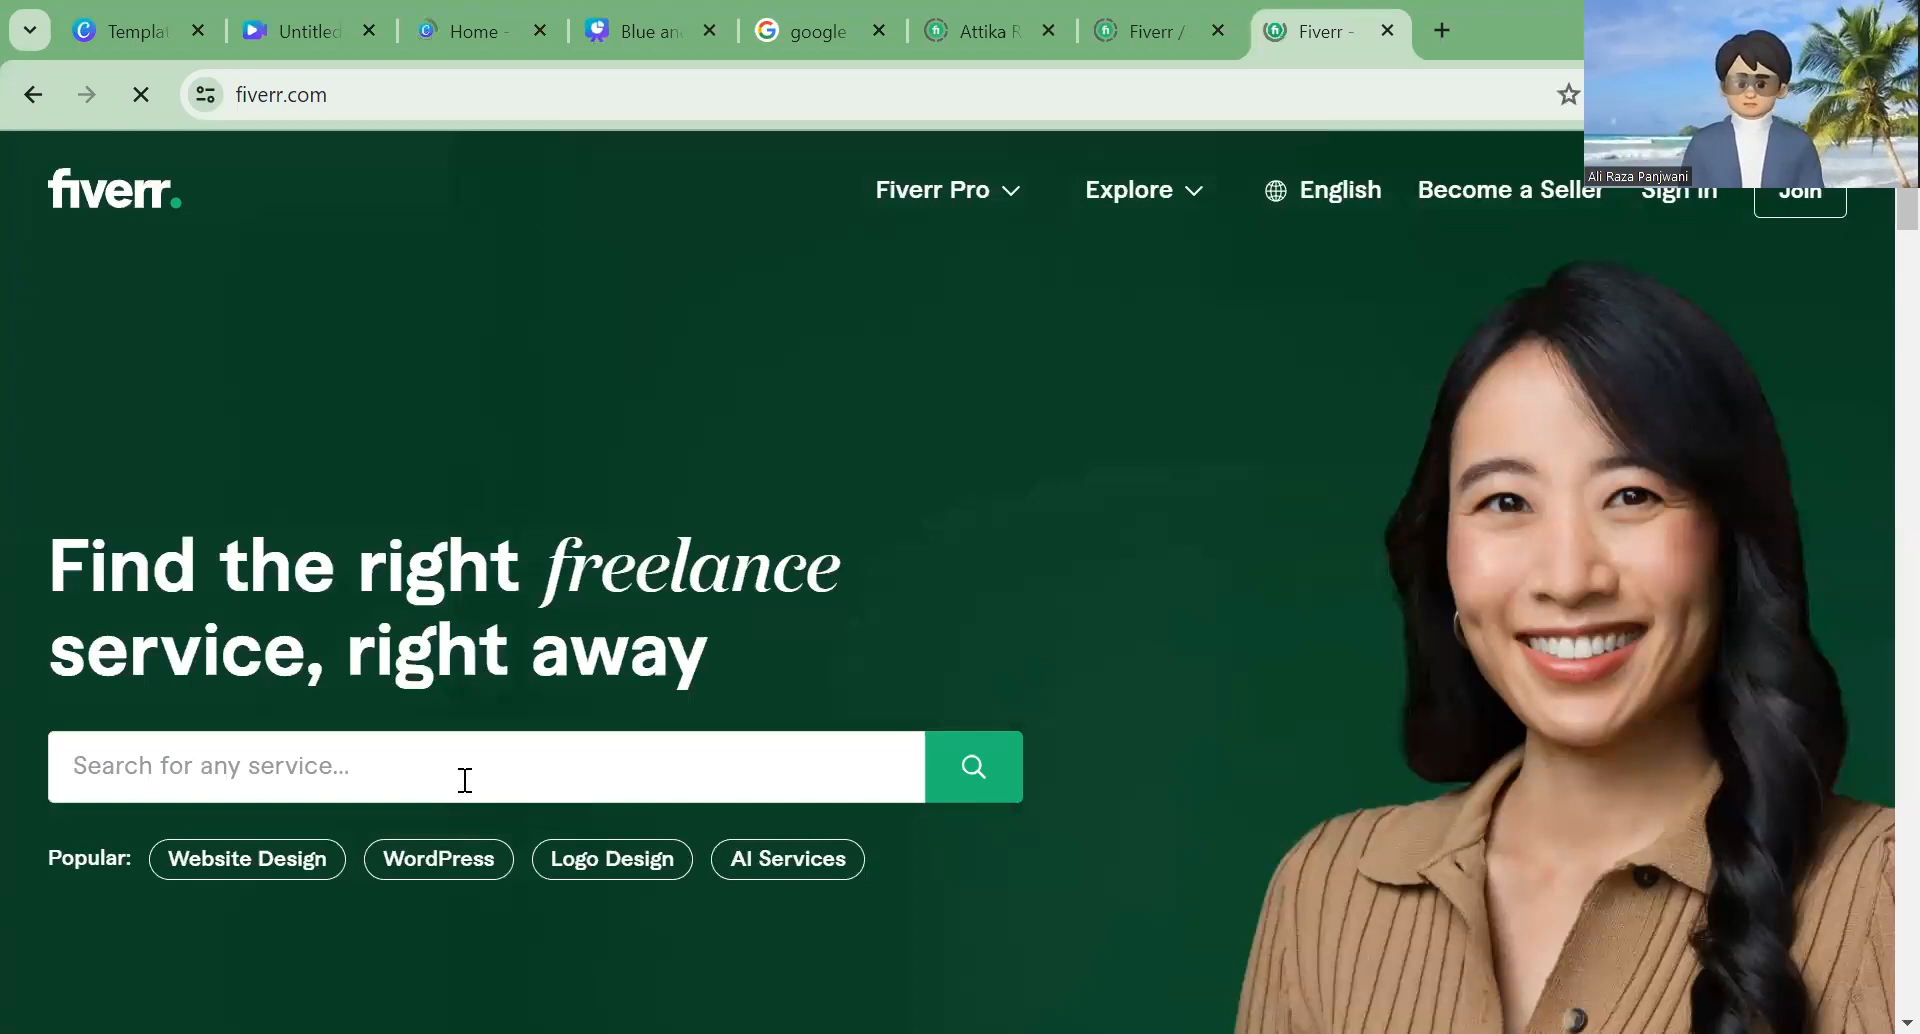 Templat
Untitled
Home -
Blue an
google
Attika R
Fiverr /
Fiverr -
fiverr.com
Ali Raza Panjwani
fiverr.
Fiverr Pro
Explore
English
Become a Seller
Sign in
Join
Find the right freelance
service, right away
Search for any service...
Popular:
Website Design
WordPress
Logo Design
AI Services